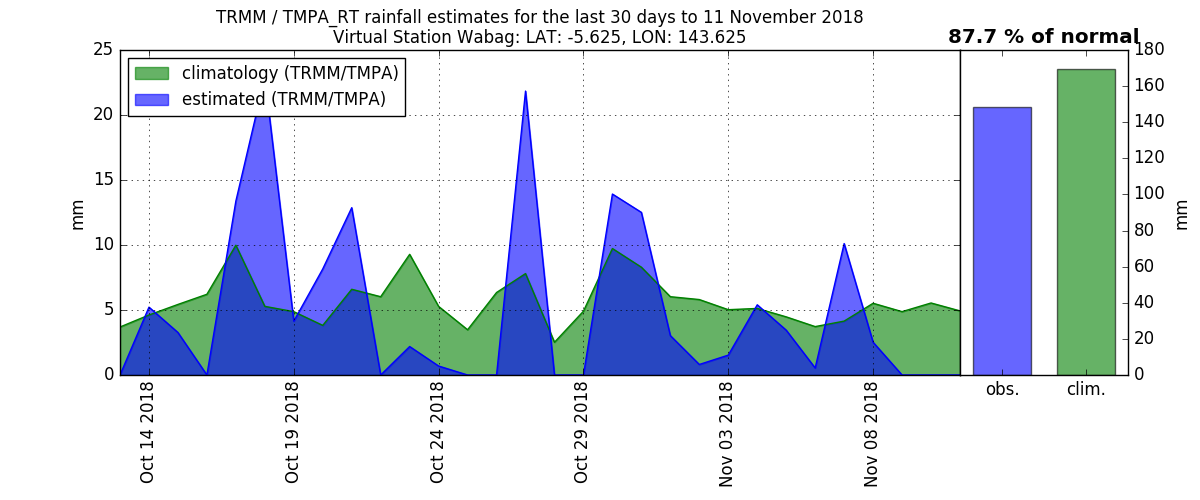 TRMM / TMPA_RT rainfall estimates for the last 30 days to 11 November 2018
Virtual Station Wabag: LAT: -5.625, LON: 143.625
87.7 % of normal
climatology (TRMM/TMPA)
estimated (TRMM/TMPA)
25
20
15
10
5
0
mm
Oct 14 2018
Oct 19 2018
Oct 24 2018
Oct 29 2018
Nov 03 2018
Nov 08 2018
180
160
140
120
100
80
60
40
20
0
mm
obs.
clim.